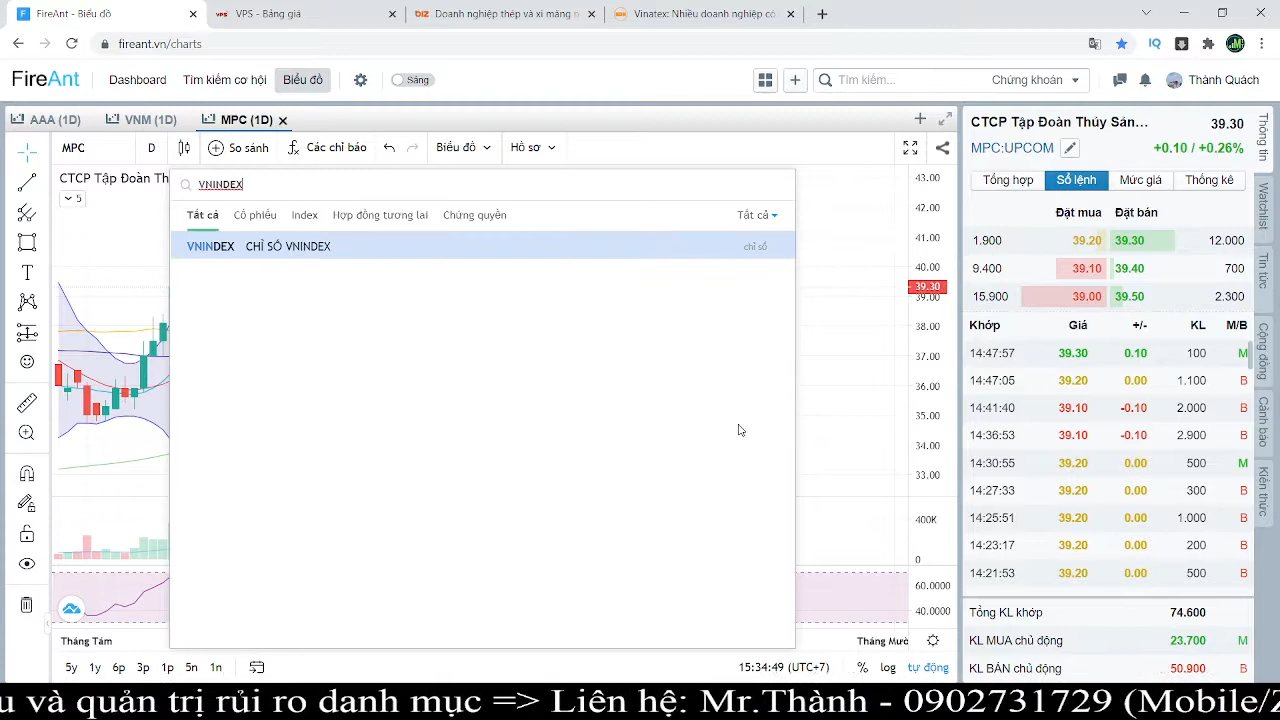 FireAnt - Biểu đồ
VPS - Bảng giá
Doanh nghiệp thép và xi măng n
Vinatex: Nhiều doanh nghiệp có
fireant.vn/charts
FireAnt Dashboard Tìm kiếm cơ hội Biểu đồ Sáng Tìm kiếm... Chứng khoán Thành Quách
AAA (1D) VNM (1D) MPC (1D)
MPC D So sánh Các chỉ báo Biểu đồ Hồ sơ
CTCP Tập Đoàn Th
5
VNINDEX
Tất cả Cổ phiếu Index Hợp đồng tương lai Chứng quyền Tất cả
VNINDEX CHỈ SỐ VNINDEX chỉ số
43.00
42.00
41.00
40.00
39.30
39.00
38.00
37.00
36.00
35.00
34.00
33.00
400K
0
60.0000
40.0000
Tháng Tám Tháng Mườ
5y 1y 6p 3p 1p 5n 1n 15:34:49 (UTC+7) % log tự động
CTCP Tập Đoàn Thủy Sản... 39.30
MPC:UPCOM +0.10 / +0.26%
Tổng hợp Sổ lệnh Mức giá Thống kê
Đặt mua Đặt bán
1.900 39.20 39.30 12.000
9.400 39.10 39.40 700
15.900 39.00 39.50 2.300
Khớp Giá +/- KL M/B
14:47:57 39.30 0.10 100 M
14:47:05 39.20 0.00 1.100 B
14:41:40 39.10 -0.10 2.000 B
14:36:53 39.10 -0.10 2.900 B
14:30:55 39.20 0.00 500 M
14:27:33 39.20 0.00 300 B
14:25:51 39.20 0.00 1.000 B
14:23:17 39.20 0.00 200 B
14:21:53 39.20 0.00 500 B
Tổng KL khớp 74.600
KL MUA chủ động 23.700 M
KL BÁN chủ động 50.900 B
Thông tin
Watchlist
Tin tức
Cộng đồng
Cảnh báo
Kiến thức
u và quản trị rủi ro danh mục => Liên hệ: Mr.Thành - 0902731729 (Mobile/Z